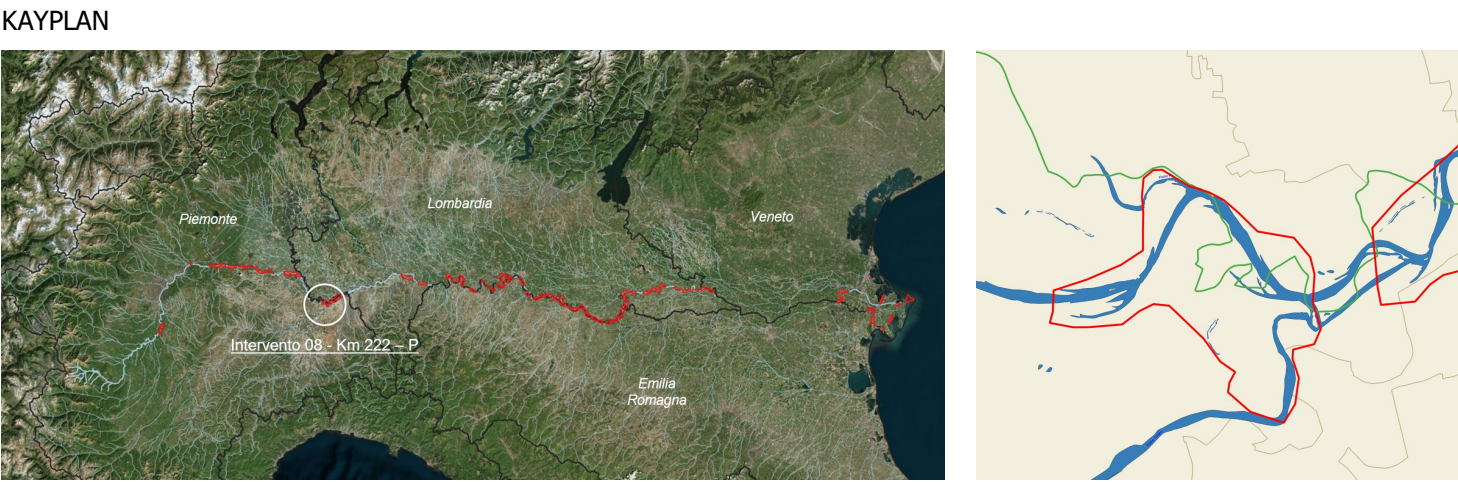 KAYPLAN
Piemonte
Lombardia
Veneto
Intervento 08 - Km 222 – P
Emilia
Romagna